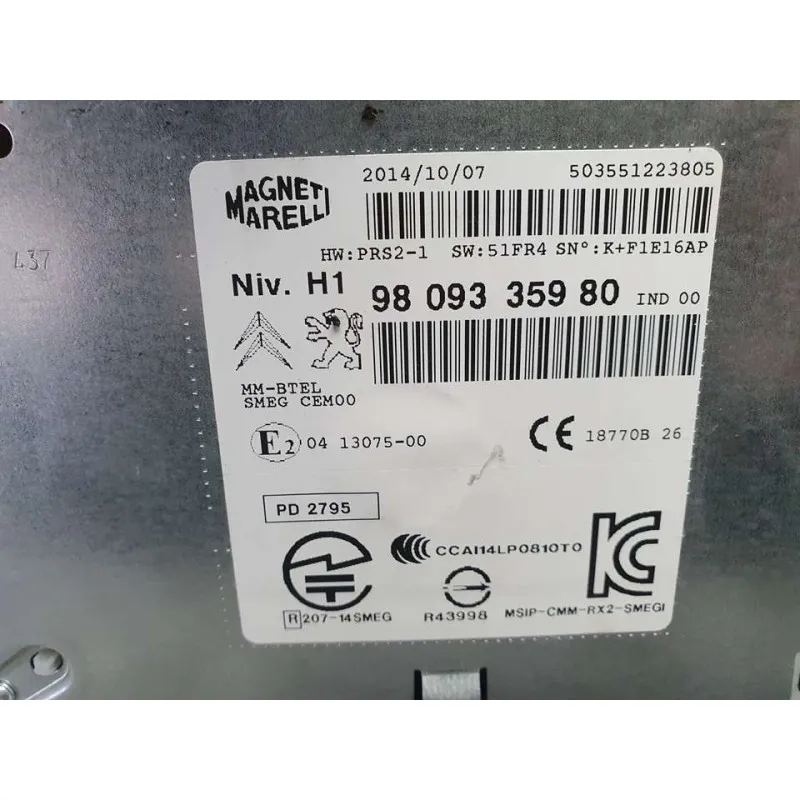 MAGNETI
MARELLI
2014/10/07 503551223805
HW:PRS2-1 SW:51FR4 SN°:K+F1E16AP
Niv. H1 98 093 359 80 IND 00
MM-BTEL
SMEG CEM00
E2 04 13075-00 CE 18770B 26
PD 2795
CCAI14LP0810T0
KC
R 207-14SMEG R43998 MSIP-CMM-RX2-SMEGI
437